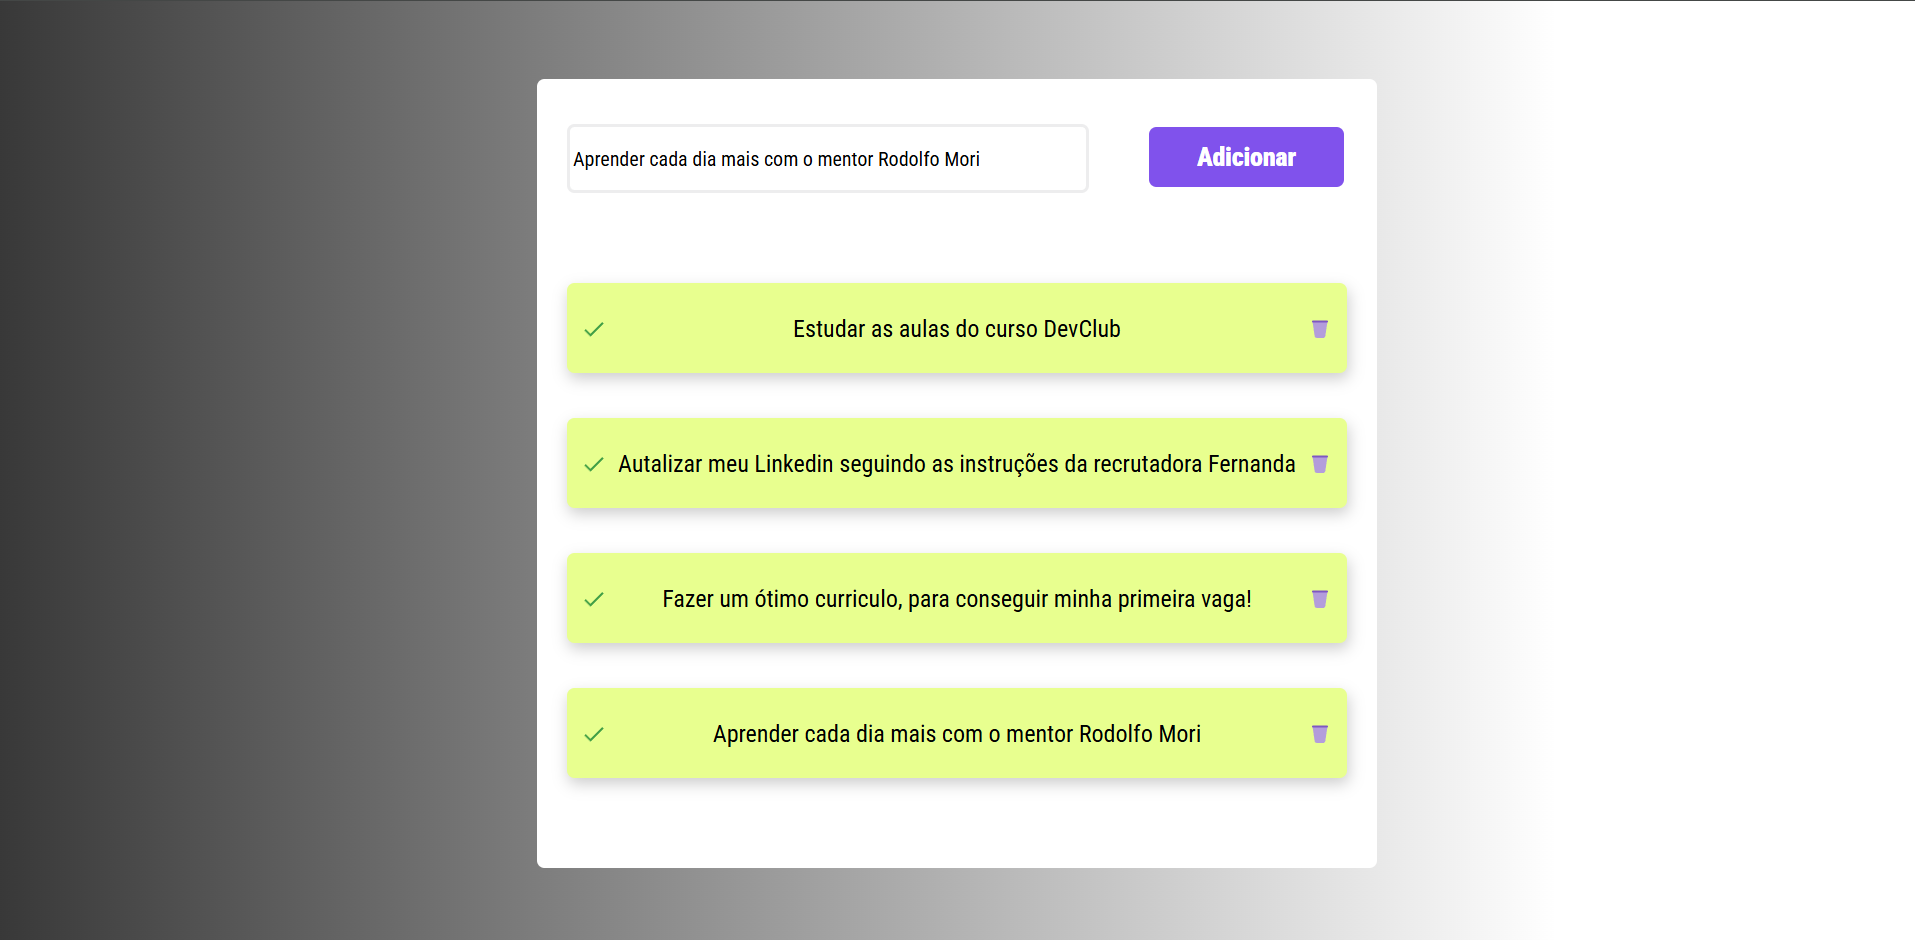 Aprender cada dia mais com o mentor Rodolfo Mori
Adicionar
Estudar as aulas do curso DevClub
Autalizar meu Linkedin seguindo as instruções da recrutadora Fernanda
Fazer um ótimo curriculo, para conseguir minha primeira vaga!
Aprender cada dia mais com o mentor Rodolfo Mori